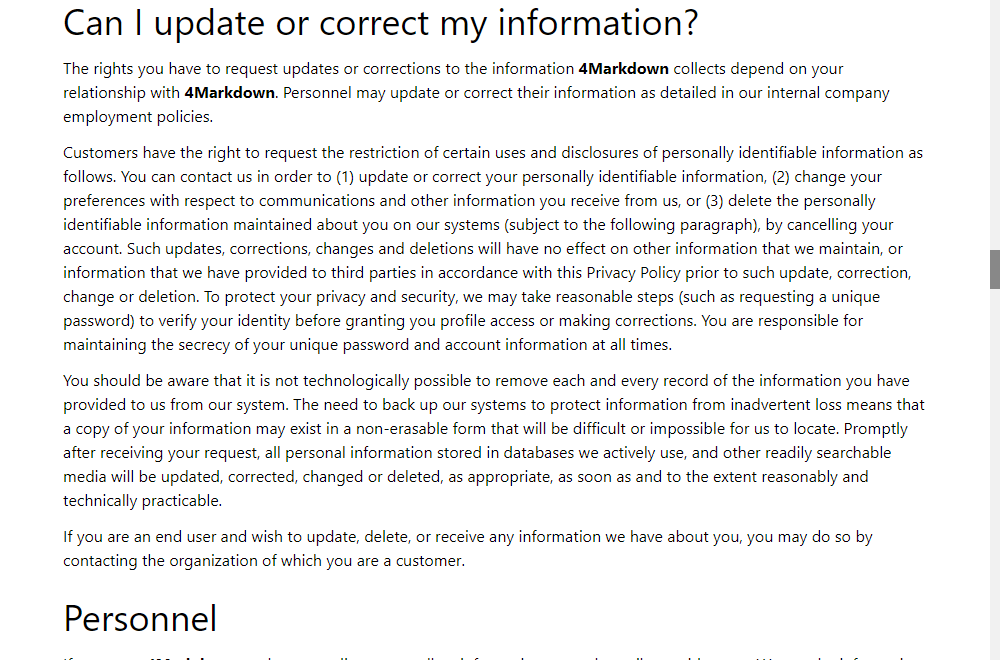 Can I update or correct my information?
The rights you have to request updates or corrections to the information 4Markdown collects depend on your
relationship with 4Markdown. Personnel may update or correct their information as detailed in our internal company
employment policies.
Customers have the right to request the restriction of certain uses and disclosures of personally identifiable information as
follows. You can contact us in order to (1) update or correct your personally identifiable information, (2) change your
preferences with respect to communications and other information you receive from us, or (3) delete the personally
identifiable information maintained about you on our systems (subject to the following paragraph), by cancelling your
account. Such updates, corrections, changes and deletions will have no effect on other information that we maintain, or
information that we have provided to third parties in accordance with this Privacy Policy prior to such update, correction,
change or deletion. To protect your privacy and security, we may take reasonable steps (such as requesting a unique
password) to verify your identity before granting you profile access or making corrections. You are responsible for
maintaining the secrecy of your unique password and account information at all times.
You should be aware that it is not technologically possible to remove each and every record of the information you have
provided to us from our system. The need to back up our systems to protect information from inadvertent loss means that
a copy of your information may exist in a non-erasable form that will be difficult or impossible for us to locate. Promptly
after receiving your request, all personal information stored in databases we actively use, and other readily searchable
media will be updated, corrected, changed or deleted, as appropriate, as soon as and to the extent reasonably and
technically practicable.
If you are an end user and wish to update, delete, or receive any information we have about you, you may do so by
contacting the organization of which you are a customer.
Personnel